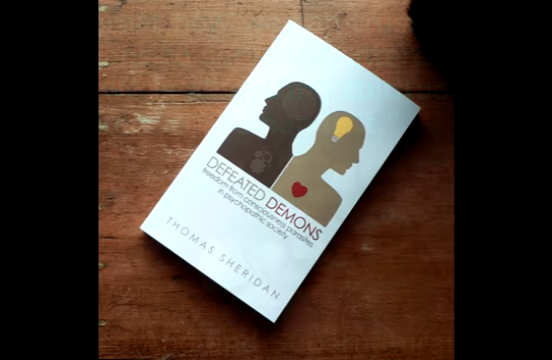 DEFEATED DEMONS
freedom from consciousness parasites
in psychopathic society
THOMAS SHERIDAN